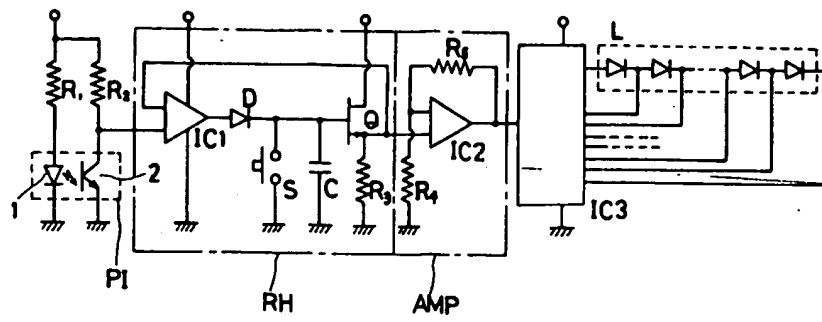 L
R₁
R₂
R₅
D
Q
IC1
IC2
1
2
S
C
R₃
R₄
IC3
PI
RH
AMP